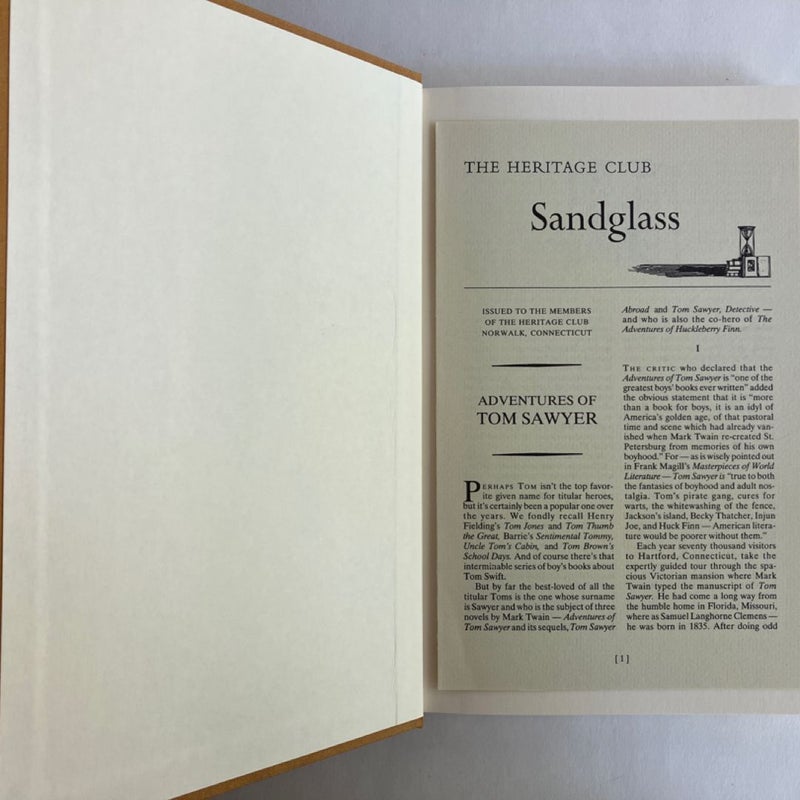 THE HERITAGE CLUB
Sandglass
ISSUED TO THE MEMBERS
OF THE HERITAGE CLUB
NORWALK, CONNECTICUT
ADVENTURES OF
TOM SAWYER
PERHAPS TOM isn't the top favor-
ite given name for titular heroes,
but it's certainly been a popular one over
the years. We fondly recall Henry
Fielding's Tom Jones and Tom Thumb
the Great, Barrie's Sentimental Tommy,
Uncle Tom's Cabin, and Tom Brown's
School Days. And of course there's that
interminable series of boy's books about
Tom Swift.
But by far the best-loved of all the
titular Toms is the one whose surname
is Sawyer and who is the subject of three
novels by Mark Twain — Adventures of
Tom Sawyer and its sequels, Tom Sawyer
Abroad and Tom Sawyer, Detective —
and who is also the co-hero of The
Adventures of Huckleberry Finn.
I
THE CRITIC who declared that the
Adventures of Tom Sawyer is "one of the
greatest boys' books ever written" added
the obvious statement that it is "more
than a book for boys, it is an idyl of
America's golden age, of that pastoral
time and scene which had already van-
ished when Mark Twain re-created St.
Petersburg from memories of his own
boyhood." For — as is wisely pointed out
in Frank Magill's Masterpieces of World
Literature — Tom Sawyer is "true to both
the fantasies of boyhood and adult nos-
talgia. Tom's pirate gang, cures for
warts, the whitewashing of the fence,
Jackson's island, Becky Thatcher, Injun
Joe, and Huck Finn — American litera-
ture would be poorer without them."
Each year seventy thousand visitors
to Hartford, Connecticut, take the
expertly guided tour through the spa-
cious Victorian mansion where Mark
Twain typed the manuscript of Tom
Sawyer. He had come a long way from
the humble home in Florida, Missouri,
where as Samuel Langhorne Clemens —
he was born in 1835. After doing odd
[1]